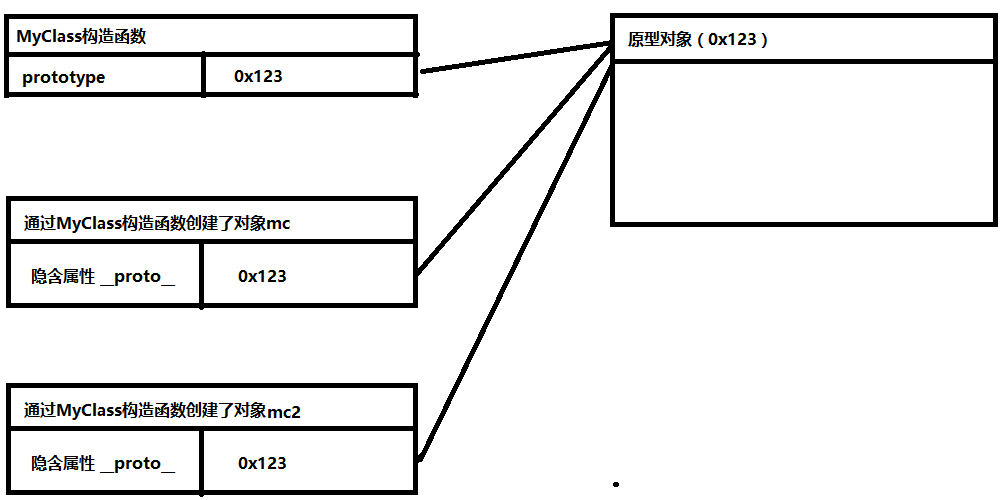 MyClass构造函数
prototype 0x123
原型对象（0x123）
通过MyClass构造函数创建了对象mc
隐含属性 __proto__ 0x123
通过MyClass构造函数创建了对象mc2
隐含属性 __proto__ 0x123